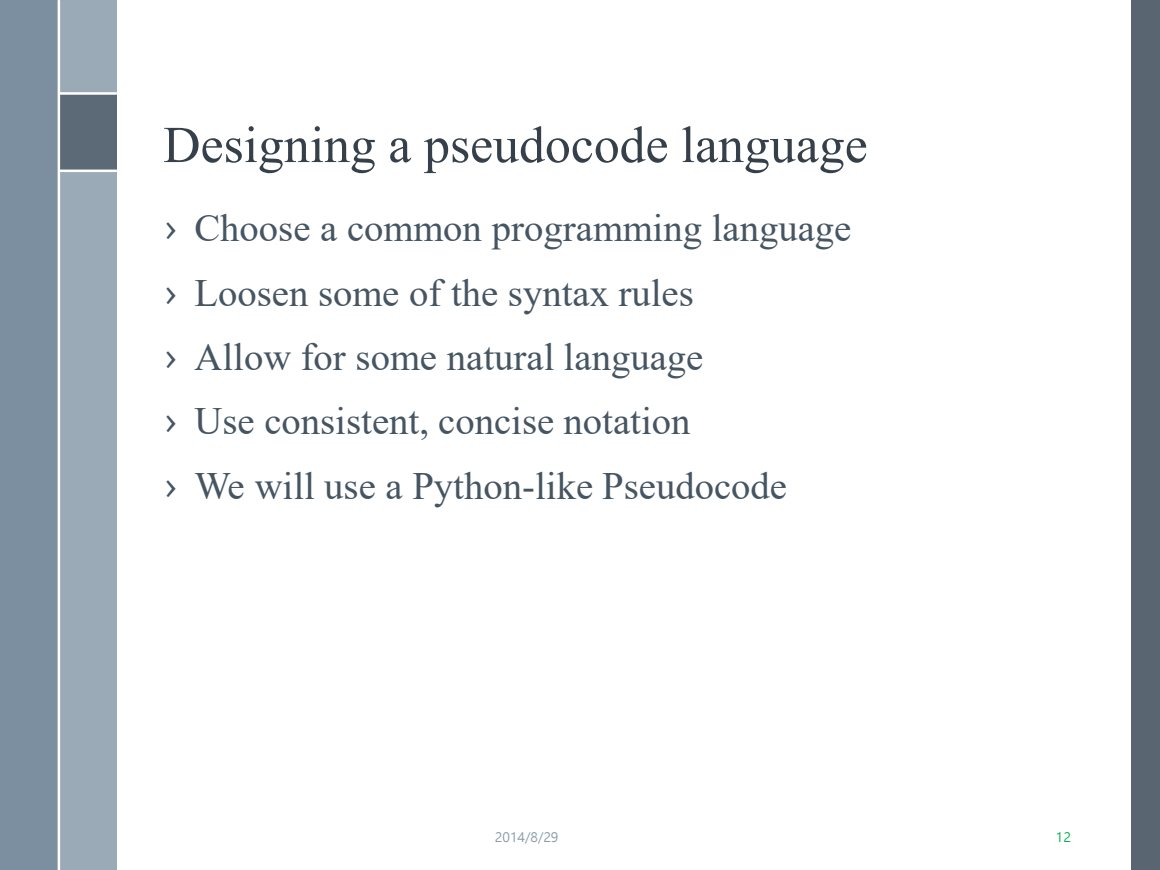 Designing a pseudocode language
› Choose a common programming language
› Loosen some of the syntax rules
› Allow for some natural language
› Use consistent, concise notation
› We will use a Python-like Pseudocode
2014/8/29
12